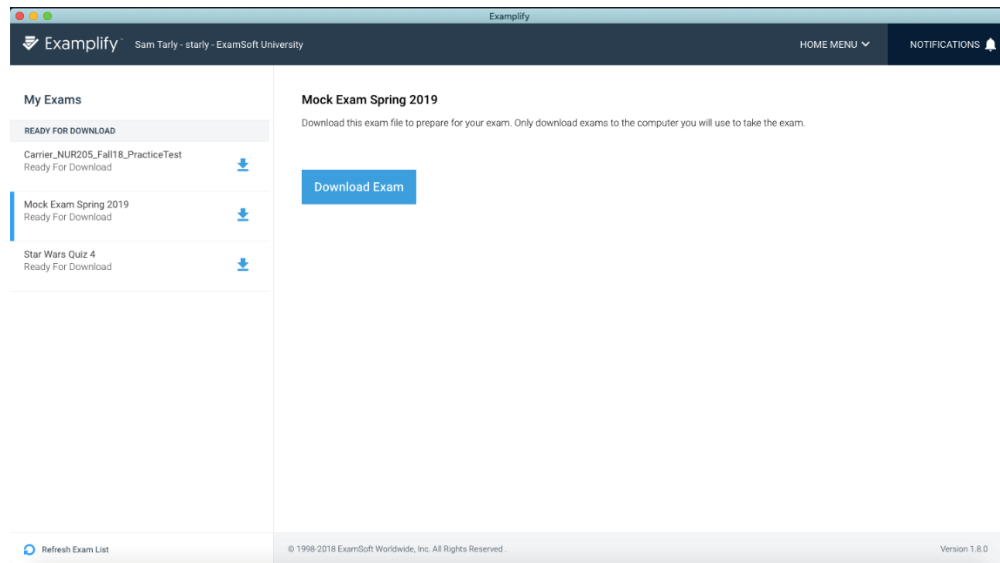 Examplify
Examplify Sam Tarly - starly - ExamSoft University
HOME MENU
NOTIFICATIONS
My Exams
READY FOR DOWNLOAD
Carrier_NUR205_Fall18_PracticeTest
Ready For Download
Mock Exam Spring 2019
Ready For Download
Star Wars Quiz 4
Ready For Download
Refresh Exam List
Mock Exam Spring 2019
Download this exam file to prepare for your exam. Only download exams to the computer you will use to take the exam.
Download Exam
© 1998-2018 ExamSoft Worldwide, Inc. All Rights Reserved.
Version 1.8.0